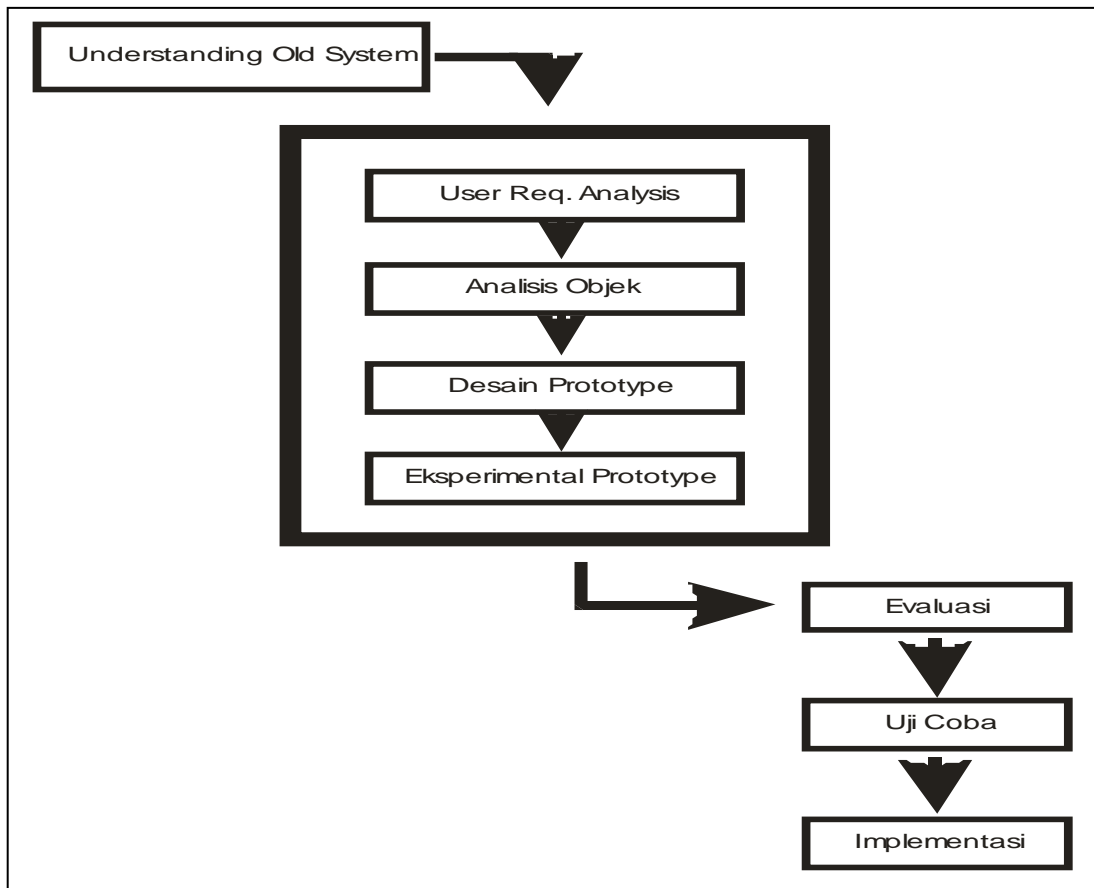 Understanding Old System
User Req. Analysis
Analisis Objek
Desain Prototype
Eksperimental Prototype
Evaluasi
Uji Coba
Implementasi